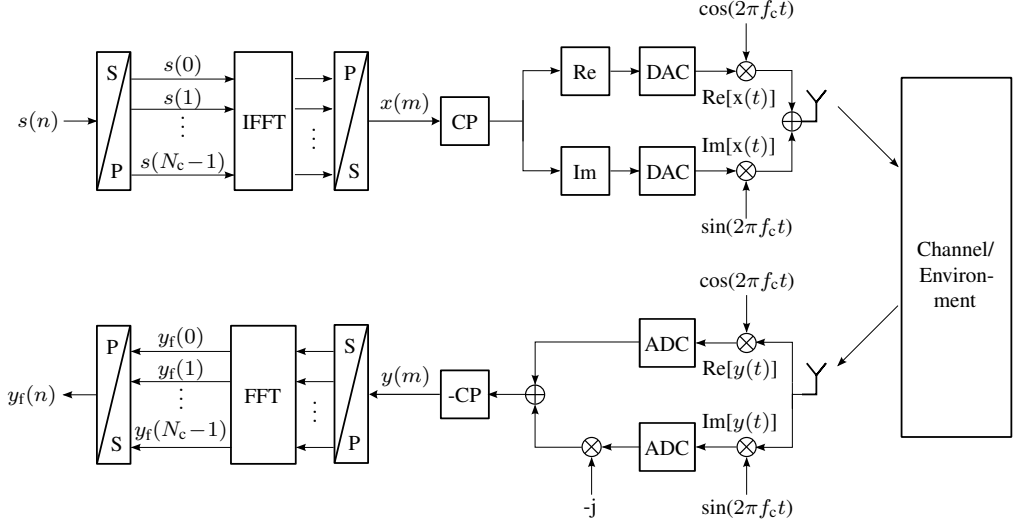 cos(2πf_c t)
S
s(0)
P
s(1)
Re
DAC
s(n)
IFFT
x(m)
CP
Re[x(t)]
⋮
⋮
Im[x(t)]
s(N_c−1)
P
S
Im
DAC
sin(2πf_c t)
Channel/
Environ-
ment
cos(2πf_c t)
P
y_f(0)
S
ADC
y_f(1)
y(m)
Re[y(t)]
y_f(n)
FFT
-CP
⋮
⋮
Im[y(t)]
y_f(N_c−1)
S
P
ADC
-j
sin(2πf_c t)